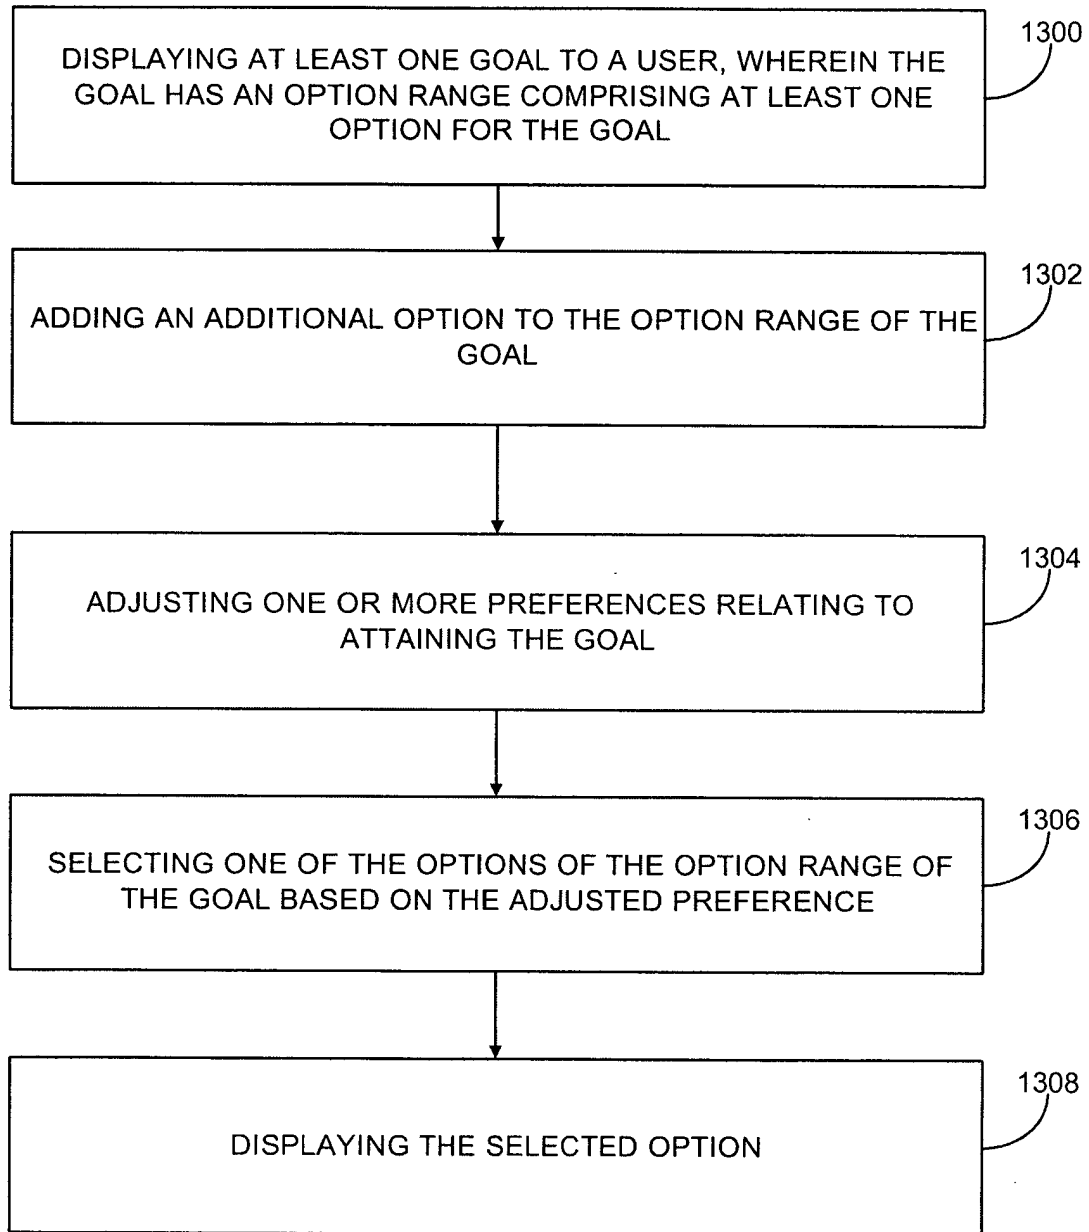 1300
DISPLAYING AT LEAST ONE GOAL TO A USER, WHEREIN THE
GOAL HAS AN OPTION RANGE COMPRISING AT LEAST ONE
OPTION FOR THE GOAL
1302
ADDING AN ADDITIONAL OPTION TO THE OPTION RANGE OF THE
GOAL
1304
ADJUSTING ONE OR MORE PREFERENCES RELATING TO
ATTAINING THE GOAL
1306
SELECTING ONE OF THE OPTIONS OF THE OPTION RANGE OF
THE GOAL BASED ON THE ADJUSTED PREFERENCE
1308
DISPLAYING THE SELECTED OPTION